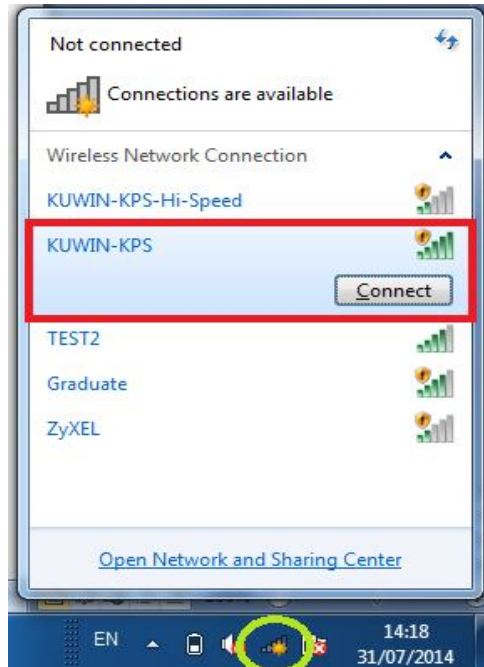 Not connected
Connections are available
Wireless Network Connection
KUWIN-KPS-Hi-Speed
KUWIN-KPS
Connect
TEST2
Graduate
ZyXEL
Open Network and Sharing Center
EN
14:18
31/07/2014